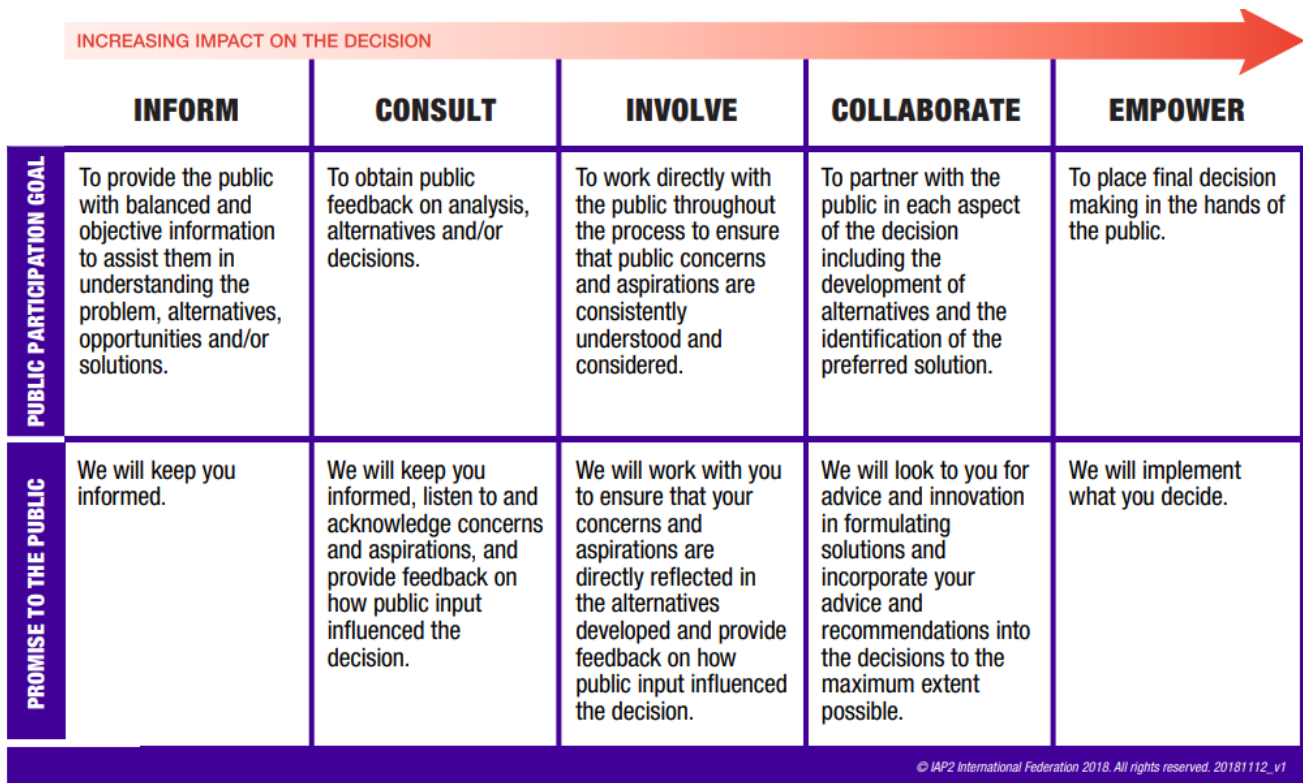 INCREASING IMPACT ON THE DECISION
INFORM
CONSULT
INVOLVE
COLLABORATE
EMPOWER
PUBLIC PARTICIPATION GOAL
To provide the public
with balanced and
objective information
to assist them in
understanding the
problem, alternatives,
opportunities and/or
solutions.
To obtain public
feedback on analysis,
alternatives and/or
decisions.
To work directly with
the public throughout
the process to ensure
that public concerns
and aspirations are
consistently
understood and
considered.
To partner with the
public in each aspect
of the decision
including the
development of
alternatives and the
identification of the
preferred solution.
To place final decision
making in the hands of
the public.
PROMISE TO THE PUBLIC
We will keep you
informed.
We will keep you
informed, listen to and
acknowledge concerns
and aspirations, and
provide feedback on
how public input
influenced the
decision.
We will work with you
to ensure that your
concerns and
aspirations are
directly reflected in
the alternatives
developed and provide
feedback on how
public input influenced
the decision.
We will look to you for
advice and innovation
in formulating
solutions and
incorporate your
advice and
recommendations into
the decisions to the
maximum extent
possible.
We will implement
what you decide.
© IAP2 International Federation 2018. All rights reserved. 20181112_v1